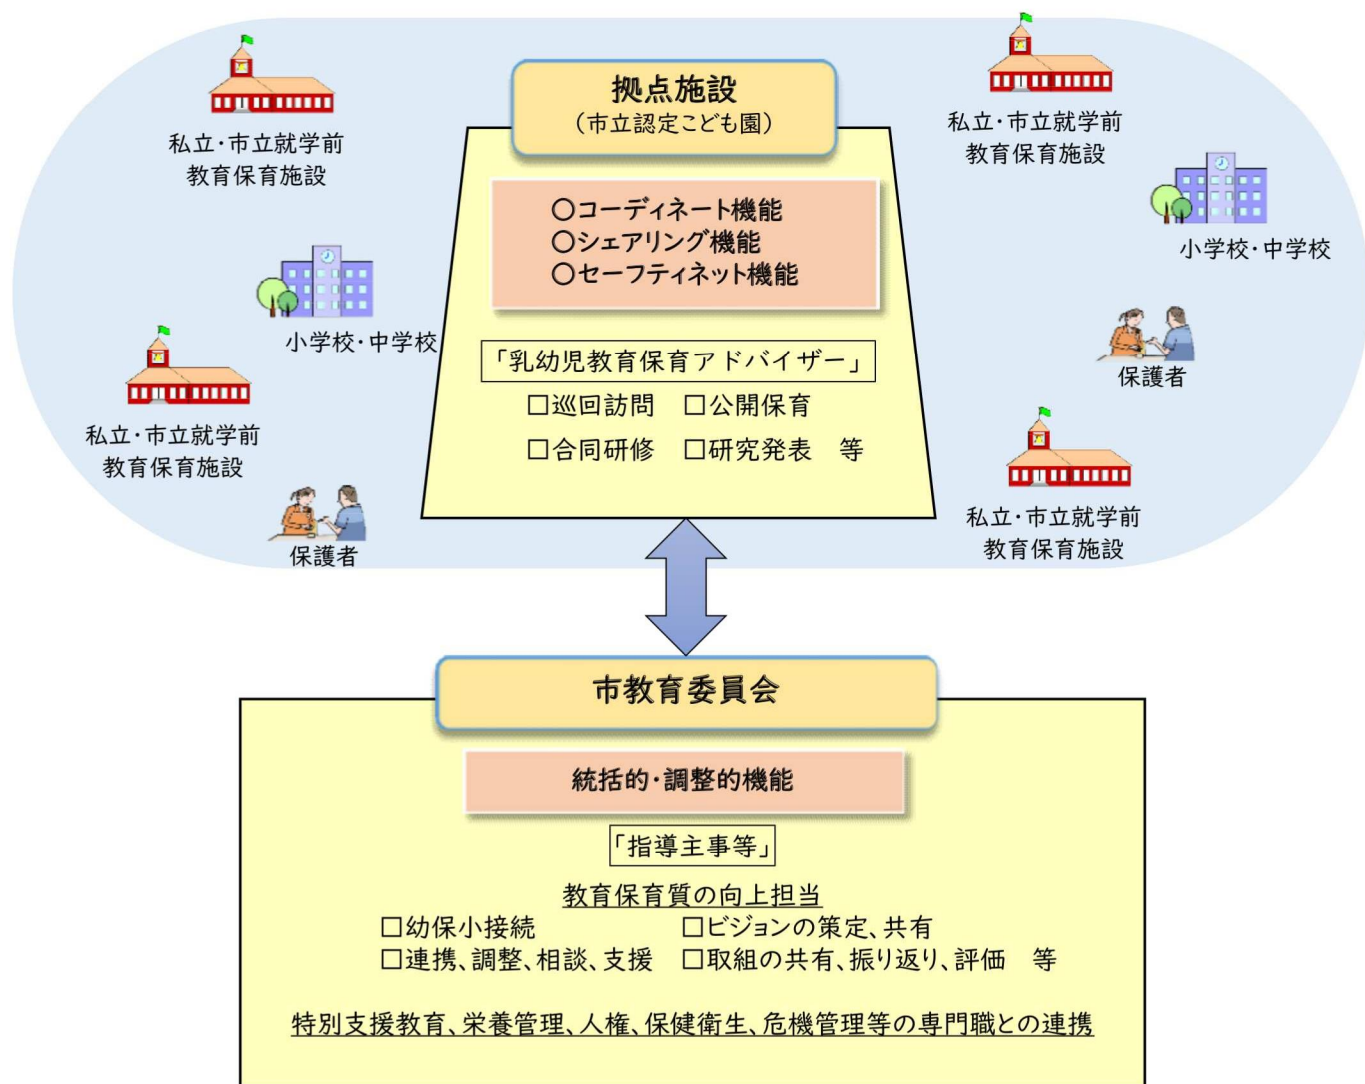 私立・市立就学前
教育保育施設
小学校・中学校
私立・市立就学前
教育保育施設
保護者
拠点施設
（市立認定こども園）
○コーディネート機能
○シェアリング機能
○セーフティネット機能
「乳幼児教育保育アドバイザー」
□巡回訪問　□公開保育
□合同研修　□研究発表　等
私立・市立就学前
教育保育施設
小学校・中学校
保護者
私立・市立就学前
教育保育施設
市教育委員会
統括的・調整的機能
「指導主事等」
教育保育質の向上担当
□幼保小接続　□ビジョンの策定、共有
□連携、調整、相談、支援　□取組の共有、振り返り、評価　等
特別支援教育、栄養管理、人権、保健衛生、危機管理等の専門職との連携